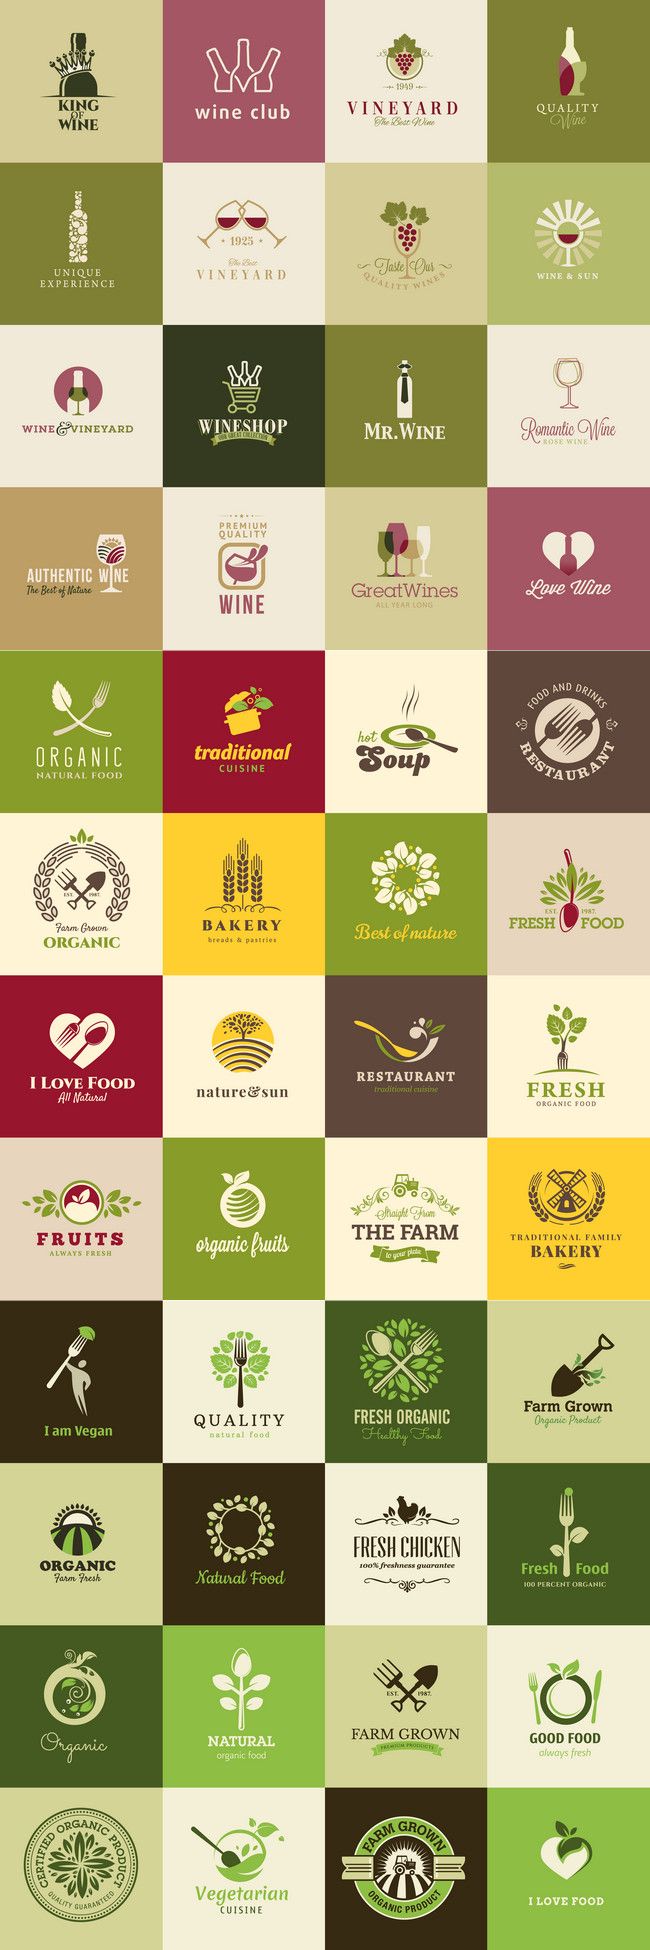 KING
OF
WINE
wine club
1949
VINEYARD
The Best Wine
QUALITY
Wine
UNIQUE
EXPERIENCE
★ 1925 ★
The Best
VINEYARD
Taste Our
QUALITY WINES
WINE & SUN
WINE & VINEYARD
WINESHOP
OUR GREAT COLLECTION
MR. WINE
Romantic Wine
ROSE WINE
AUTHENTIC WINE
The Best of Nature
PREMIUM
QUALITY
WINE
GreatWines
ALL YEAR LONG
Love Wine
ORGANIC
NATURAL FOOD
traditional
CUISINE
hot
Soup
FOOD AND DRINKS
RESTAURANT
EST. 1987.
Farm Grown
ORGANIC
BAKERY
breads & pastries
Best of nature
EST. 1987.
FRESH FOOD
I LOVE FOOD
All Natural
nature&sun
RESTAURANT
traditional cuisine
FRESH
ORGANIC FOOD
FRUITS
ALWAYS FRESH
organic fruits
Straight From
THE FARM
to your plate
TRADITIONAL FAMILY
BAKERY
I am Vegan
QUALITY
natural food
FRESH ORGANIC
Healthy Food
Farm Grown
Organic Product
ORGANIC
Farm Fresh
Natural Food
FRESH CHICKEN
100% freshness guarantee
Fresh Food
100 PERCENT ORGANIC
Organic
NATURAL
organic food
EST. 1987.
FARM GROWN
PREMIUM PRODUCTS
GOOD FOOD
always fresh
CERTIFIED ORGANIC PRODUCT
QUALITY GUARANTEED
Vegetarian
CUISINE
FARM GROWN
ORGANIC PRODUCT
I LOVE FOOD